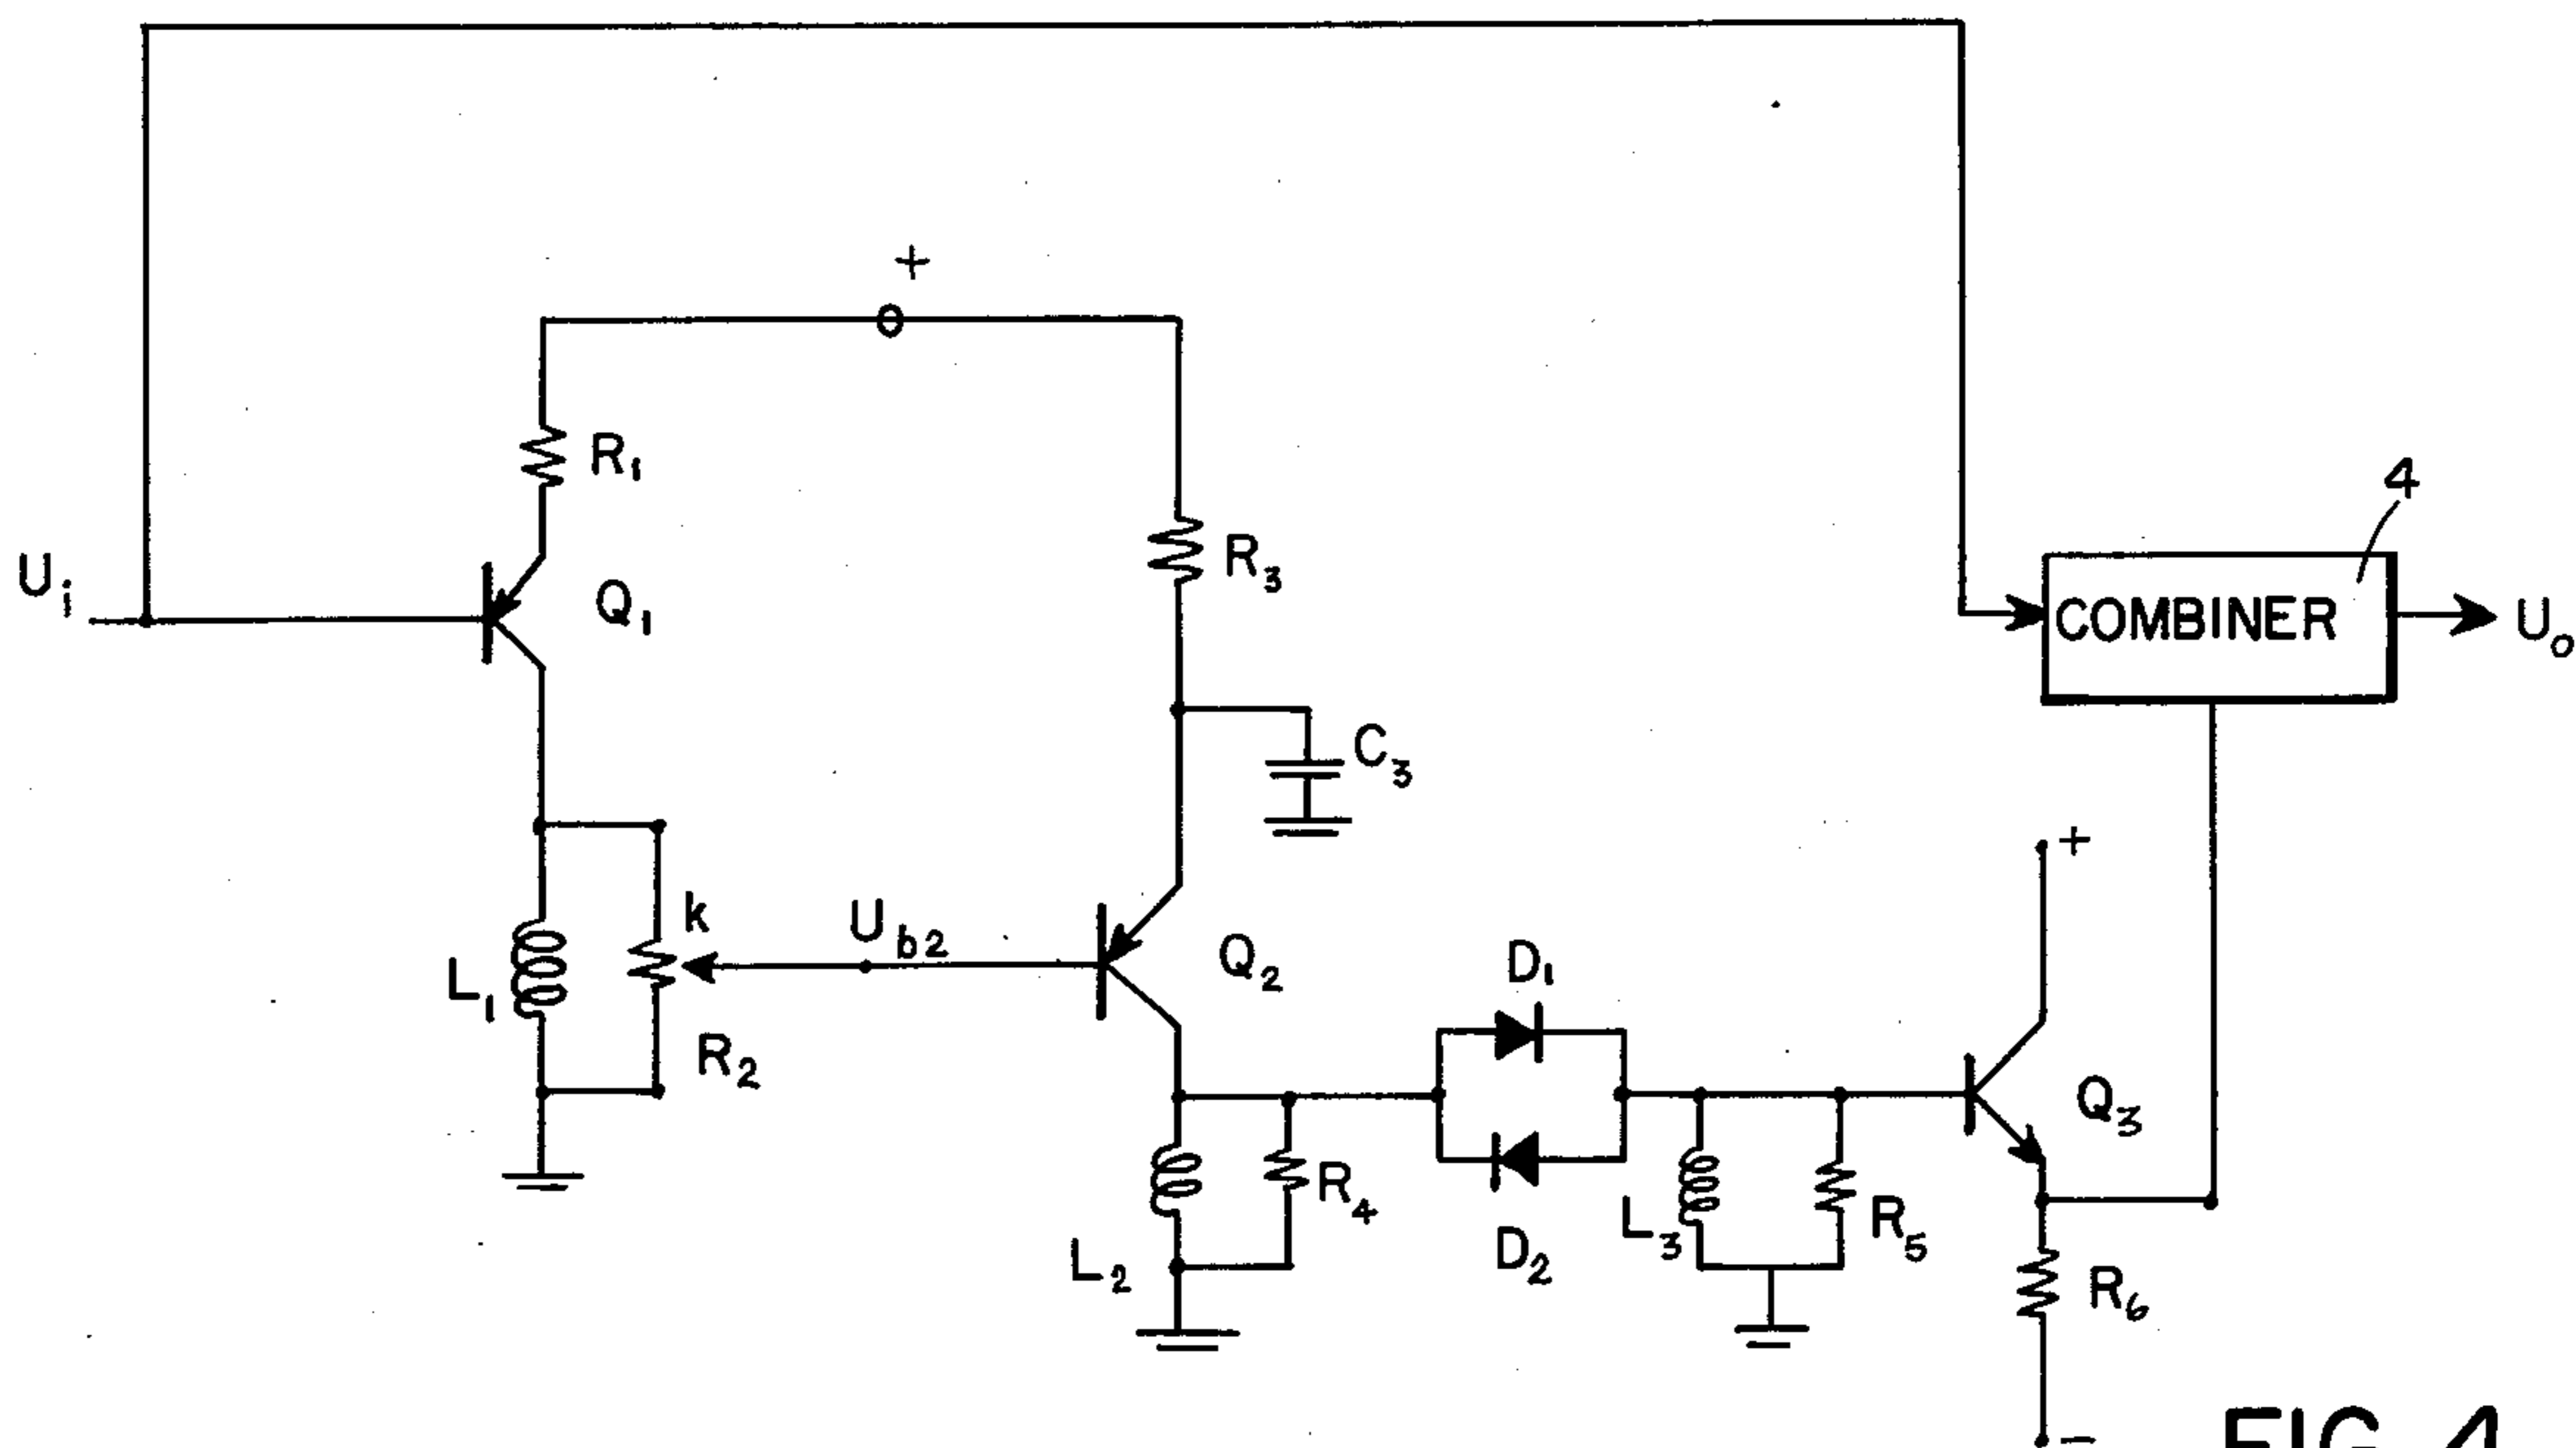 +
R1
4
Ui
Q1
R3
COMBINER
Uo
C3
+
k
Ub2
Q2
D1
L1
R2
Q3
R4
L3
R5
L2
D2
R6
-
FIG. 4